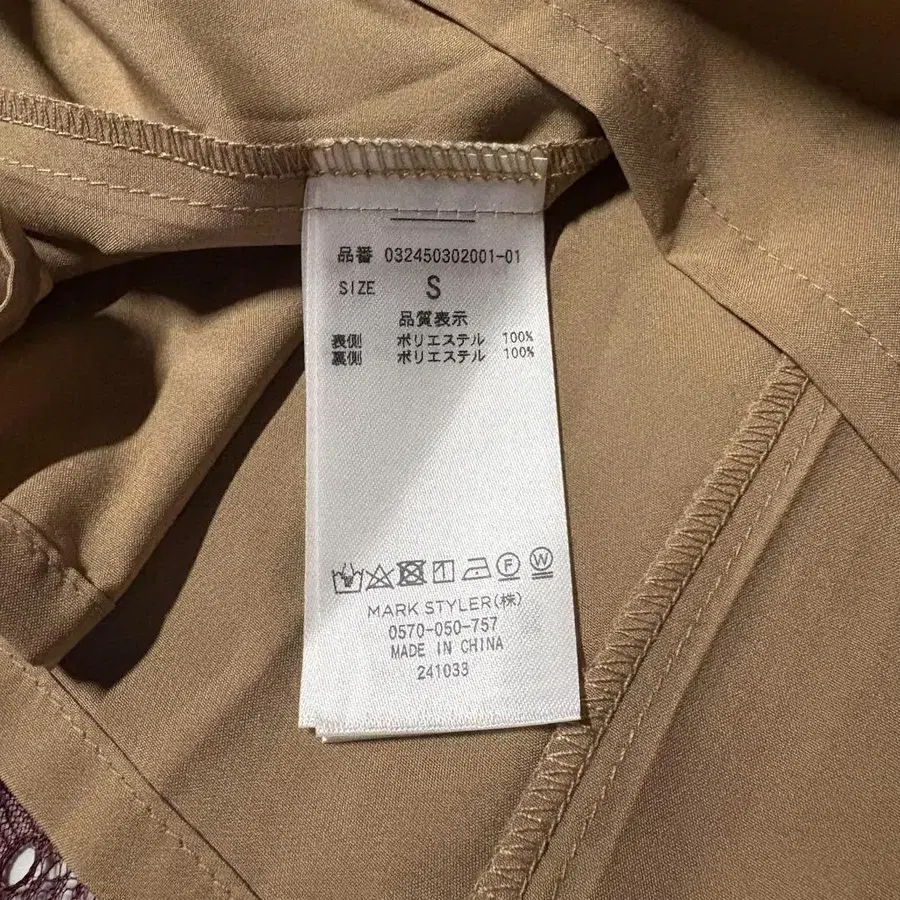 品番 032450302001-01
SIZE S
品質表示
表側 ポリエステル 100%
裏側 ポリエステル 100%
F W
MARK STYLER(株)
0570-050-757
MADE IN CHINA
241033